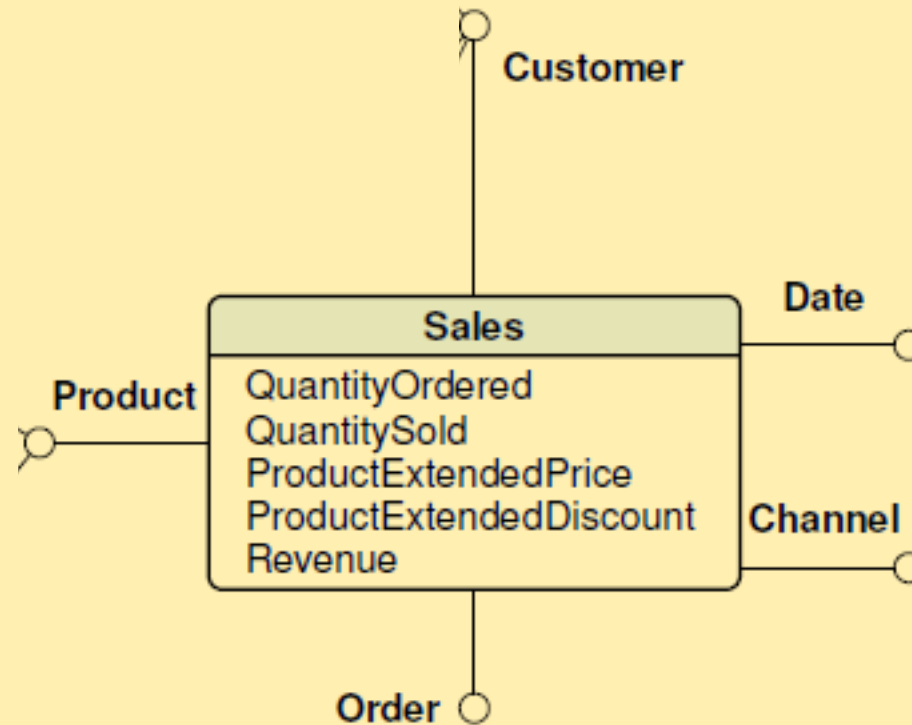 Customer
Date
Sales
Product
QuantityOrdered
QuantitySold
ProductExtendedPrice
ProductExtendedDiscount
Revenue
Channel
Order